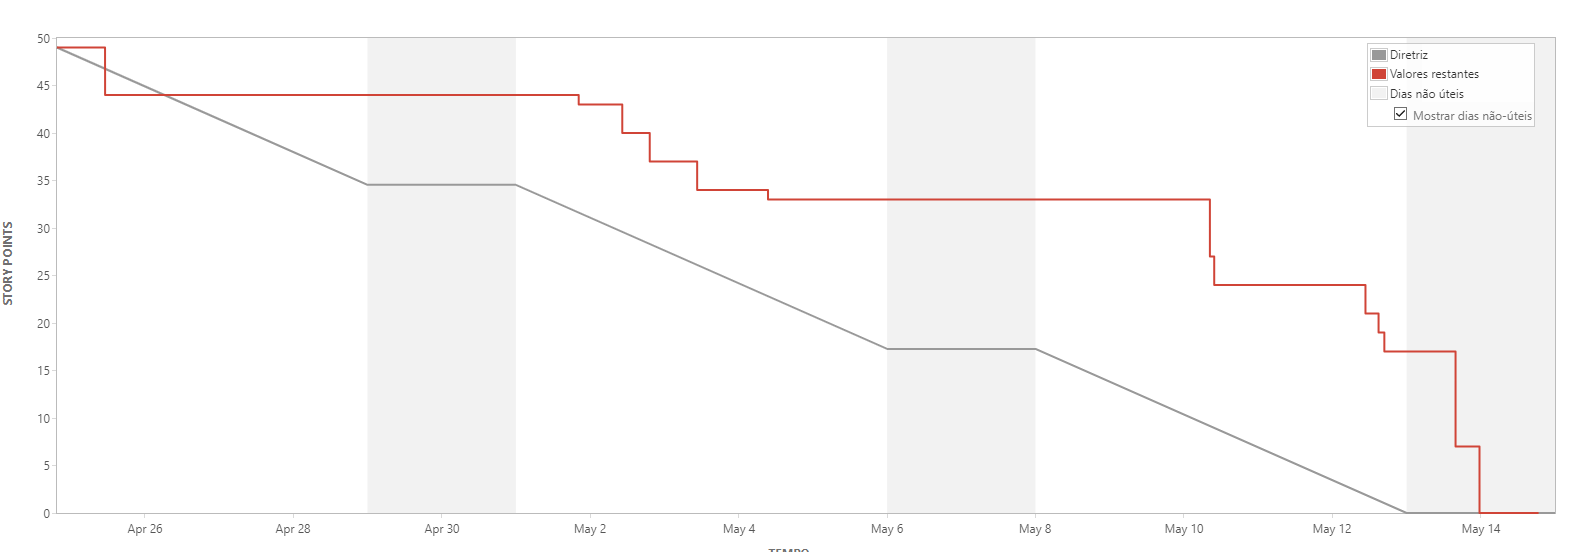 50
45
40
35
30
25
20
15
10
5
0
STORY POINTS
Diretriz
Valores restantes
Dias não úteis
Mostrar dias não-úteis
Apr 26 Apr 28 Apr 30 May 2 May 4 May 6 May 8 May 10 May 12 May 14
TEMPO